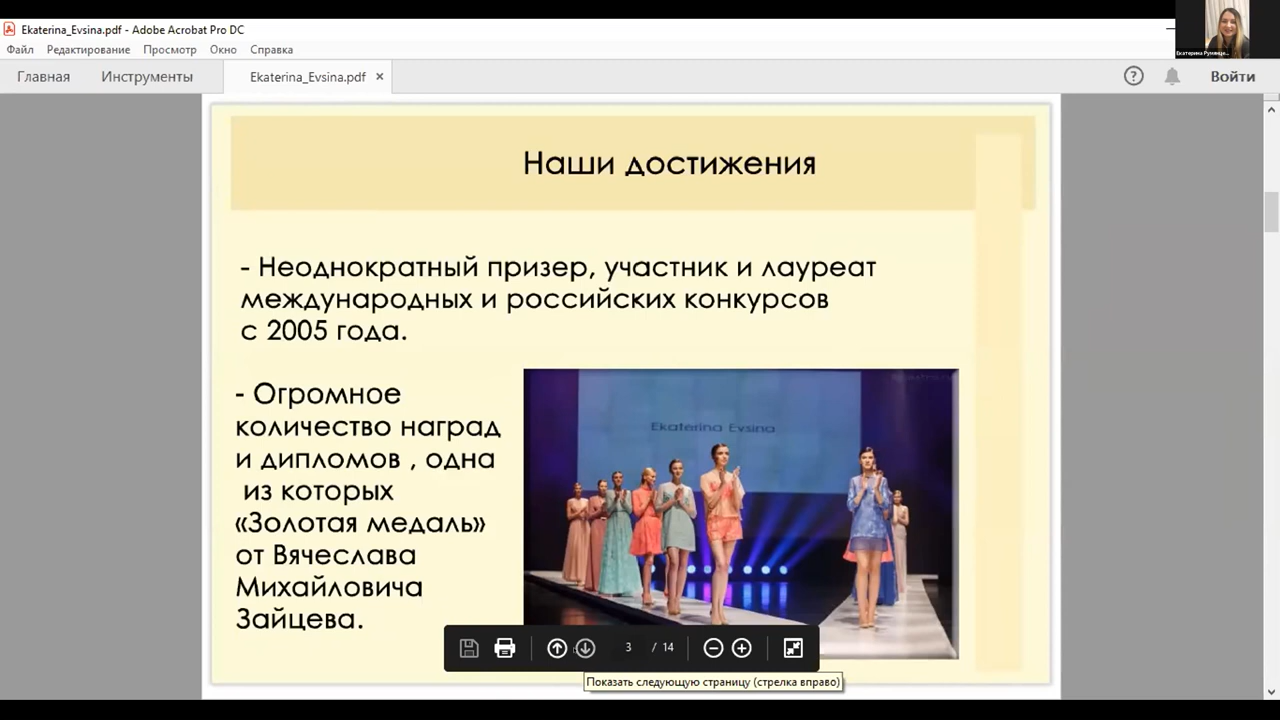 Ekaterina_Evsina.pdf - Adobe Acrobat Pro DC
Файл Редактирование Просмотр Окно Справка
Главная Инструменты Ekaterina_Evsina.pdf × ? Войти
Екатерина
Наши достижения
- Неоднократный призер, участник и лауреат
международных и российских конкурсов
с 2005 года.
- Огромное
количество наград
и дипломов , одна
из которых
«Золотая медаль»
от Вячеслава
Михайловича
Зайцева.
Ekaterina Evsina
3 / 14
Показать следующую страницу (стрелка вправо)